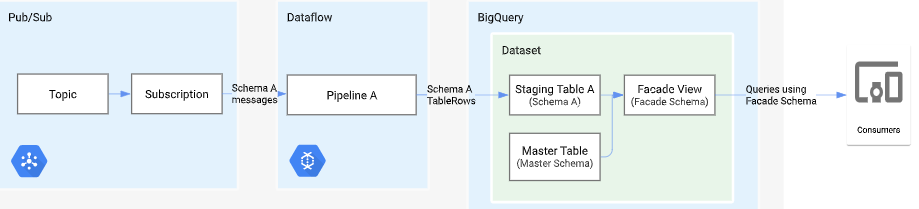 Pub/Sub
Dataflow
BigQuery
Dataset
Topic
Subscription
Schema A
messages
Pipeline A
Schema A
TableRows
Staging Table A
(Schema A)
Facade View
(Facade Schema)
Queries using
Facade Schema
Master Table
(Master Schema)
Consumers